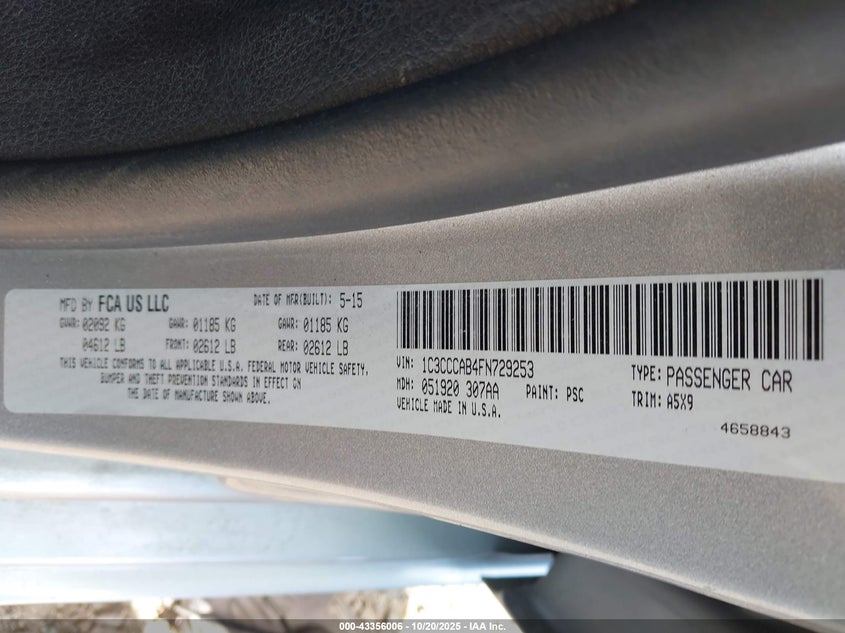 MFD BY FCA US LLC
DATE OF MFR(BUILT): 5-15
GVWR: 02092 KG
GAWR: 01185 KG
GAWR: 01185 KG
04612 LB
FRONT: 02612 LB
REAR: 02612 LB
THIS VEHICLE CONFORMS TO ALL APPLICABLE U.S.A. FEDERAL MOTOR VEHICLE SAFETY,
BUMPER AND THEFT PREVENTION STANDARDS IN EFFECT ON
THE DATE OF MANUFACTURE SHOWN ABOVE.
VIN: 1C3CCCAB4FN729253
TYPE: PASSENGER CAR
MDH: 051920 307AA
PAINT: PSC
TRIM: A5X9
VEHICLE MADE IN U.S.A.
4658843
000-43356006 - 10/20/2025 - IAA Inc.